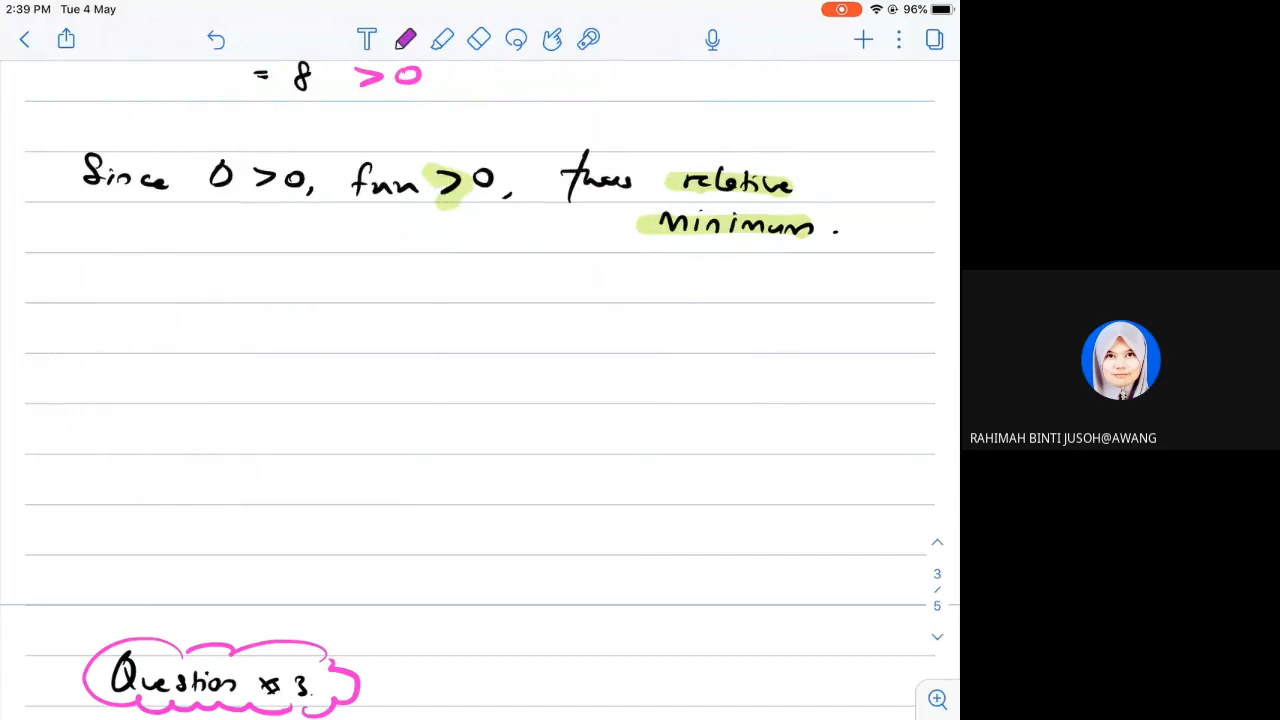 2:39 PM Tue 4 May
96%
= 8 > 0
Since D > 0, fxx > 0, thus relative
minimum.
3
5
Question * 3.
RAHIMAH BINTI JUSOH@AWANG